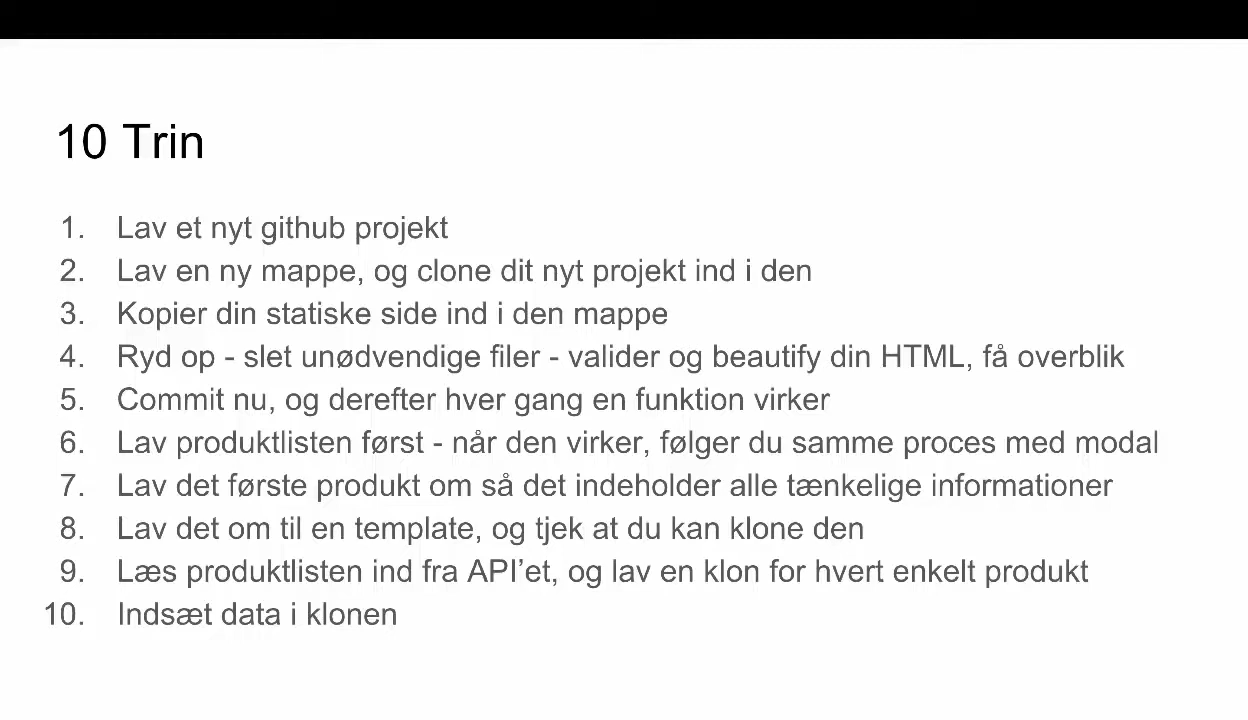 10 Trin
1. Lav et nyt github projekt
2. Lav en ny mappe, og clone dit nyt projekt ind i den
3. Kopier din statiske side ind i den mappe
4. Ryd op - slet unødvendige filer - valider og beautify din HTML, få overblik
5. Commit nu, og derefter hver gang en funktion virker
6. Lav produktlisten først - når den virker, følger du samme proces med modal
7. Lav det første produkt om så det indeholder alle tænkelige informationer
8. Lav det om til en template, og tjek at du kan klone den
9. Læs produktlisten ind fra API’et, og lav en klon for hvert enkelt produkt
10. Indsæt data i klonen